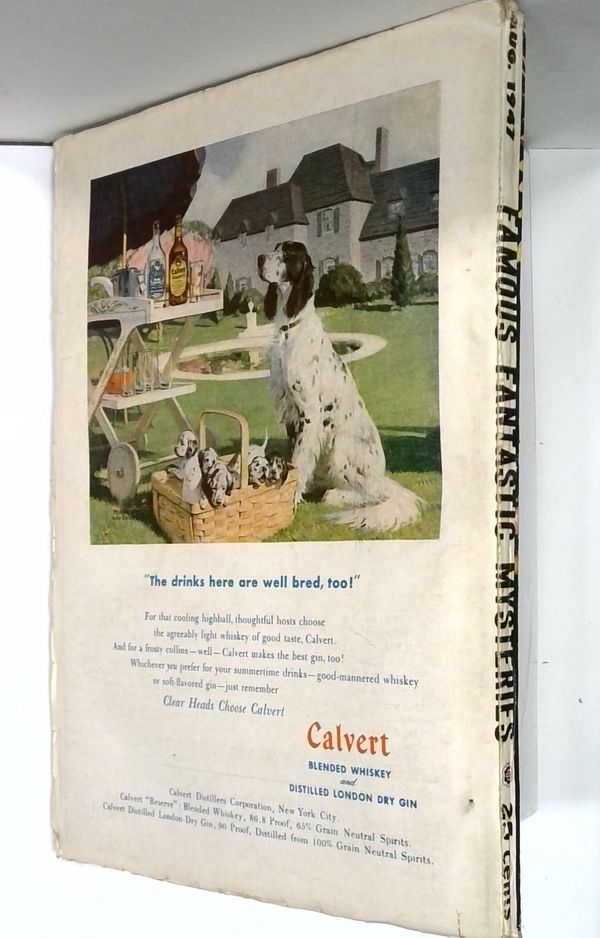 "The drinks here are well bred, too!"
For that cooling highball, thoughtful hosts choose
the agreeably light whiskey of good taste, Calvert.
And for a frosty collins—well—Calvert makes the best gin, too!
Whichever you prefer for your summertime drinks—good-mannered whiskey
or soft-flavored gin—just remember
Clear Heads Choose Calvert
Calvert
BLENDED WHISKEY
and
DISTILLED LONDON DRY GIN
Calvert Distillers Corporation, New York City.
Calvert "Reserve": Blended Whiskey, 86.8 Proof, 65% Grain Neutral Spirits.
Calvert Distilled London Dry Gin, 90 Proof, Distilled from 100% Grain Neutral Spirits.
AUG. 1947 FAMOUS FANTASTIC MYSTERIES 25 cents
Calvert